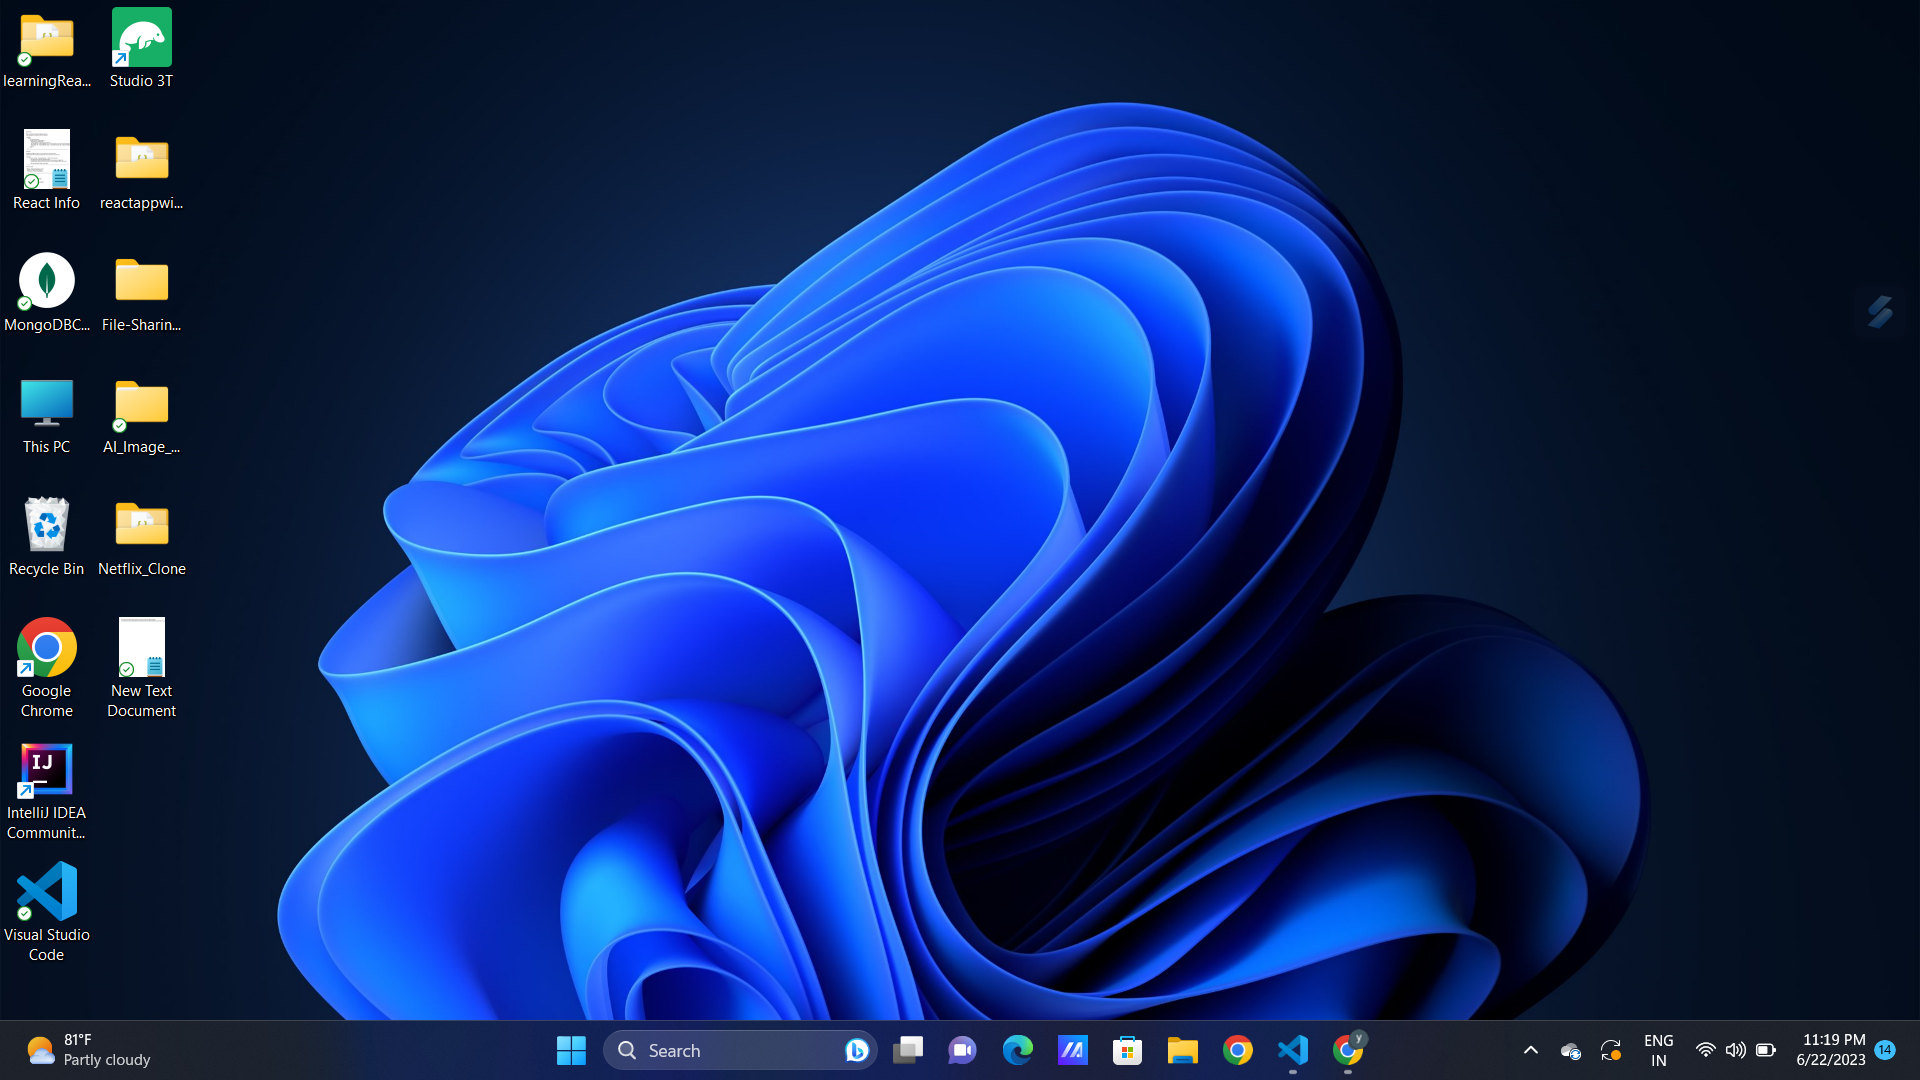 learningRea...
Studio 3T
React Info
reactappwi...
MongoDBC...
File-Sharin...
This PC
AI_Image_...
Recycle Bin
Netflix_Clone
Google
Chrome
New Text
Document
IJ
IntelliJ IDEA
Communit...
Visual Studio
Code
81°F
Partly cloudy
Search
y
ENG
IN
11:19 PM
6/22/2023
14